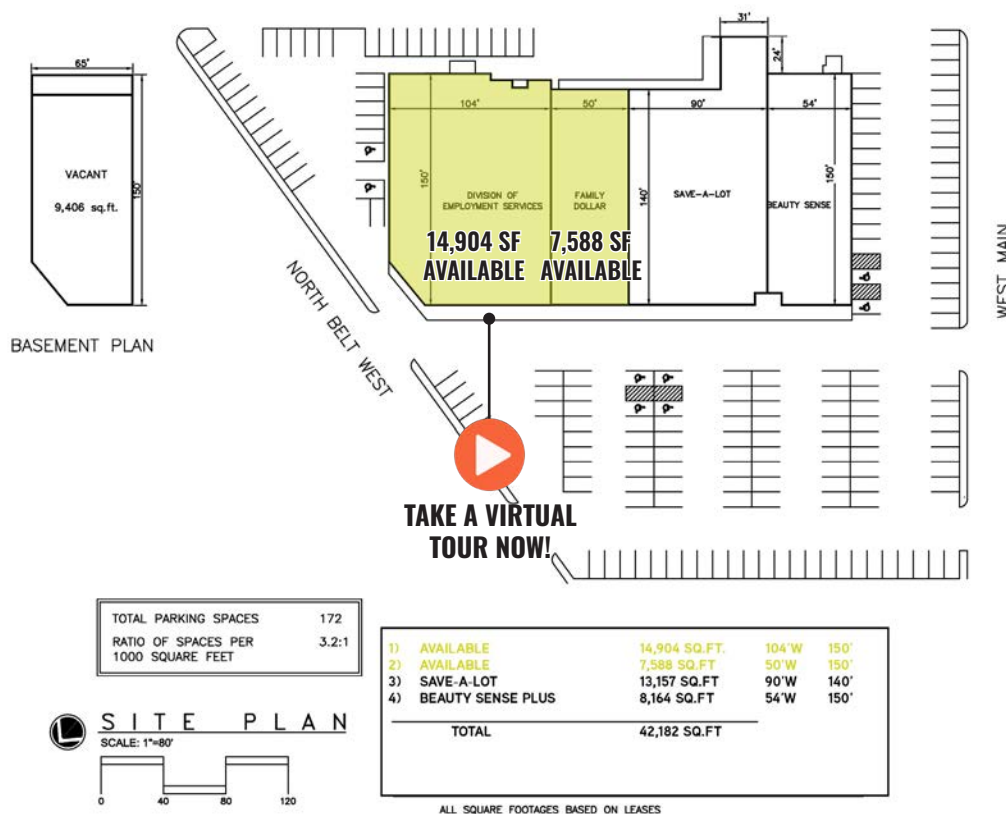 31'
24'
65'
104'
50'
90'
54'
150'
VACANT
9,406 sq.ft.
150'
DIVISION OF
EMPLOYMENT SERVICES
FAMILY
DOLLAR
140'
SAVE-A-LOT
150'
BEAUTY SENSE
14,904 SF
AVAILABLE
7,588 SF
AVAILABLE
NORTH BELT WEST
WEST MAIN
BASEMENT PLAN
TAKE A VIRTUAL
TOUR NOW!
TOTAL PARKING SPACES 172
RATIO OF SPACES PER 3.2:1
1000 SQUARE FEET
1) AVAILABLE 14,904 SQ.FT. 104'W 150'
2) AVAILABLE 7,588 SQ.FT 50'W 150'
3) SAVE-A-LOT 13,157 SQ.FT 90'W 140'
4) BEAUTY SENSE PLUS 8,164 SQ.FT 54'W 150'
TOTAL 42,182 SQ.FT
SITE PLAN
SCALE: 1"=80'
0 40 80 120
ALL SQUARE FOOTAGES BASED ON LEASES